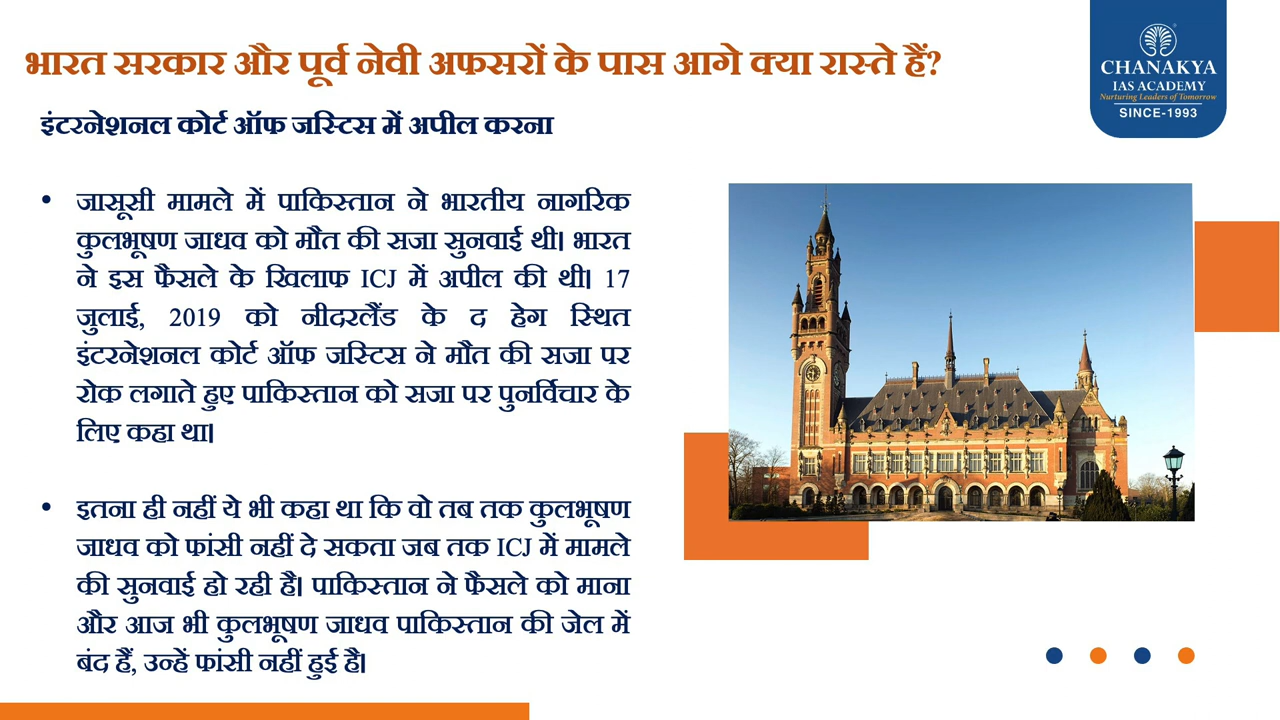 भारत सरकार और पूर्व नेवी अफसरों के पास आगे क्या रास्ते हैं?
CHANAKYA
IAS ACADEMY
Nurturing Leaders of Tomorrow
SINCE-1993
इंटरनेशनल कोर्ट ऑफ जस्टिस में अपील करना
• जासूसी मामले में पाकिस्तान ने भारतीय नागरिक
कुलभूषण जाधव को मौत की सजा सुनवाई थी। भारत
ने इस फैसले के खिलाफ ICJ में अपील की थी। 17
जुलाई, 2019 को नीदरलैंड के द हेग स्थित
इंटरनेशनल कोर्ट ऑफ जस्टिस ने मौत की सजा पर
रोक लगाते हुए पाकिस्तान को सजा पर पुनर्विचार के
लिए कहा था।
• इतना ही नहीं ये भी कहा था कि वो तब तक कुलभूषण
जाधव को फांसी नहीं दे सकता जब तक ICJ में मामले
की सुनवाई हो रही है। पाकिस्तान ने फैसले को माना
और आज भी कुलभूषण जाधव पाकिस्तान की जेल में
बंद हैं, उन्हें फांसी नहीं हुई है।